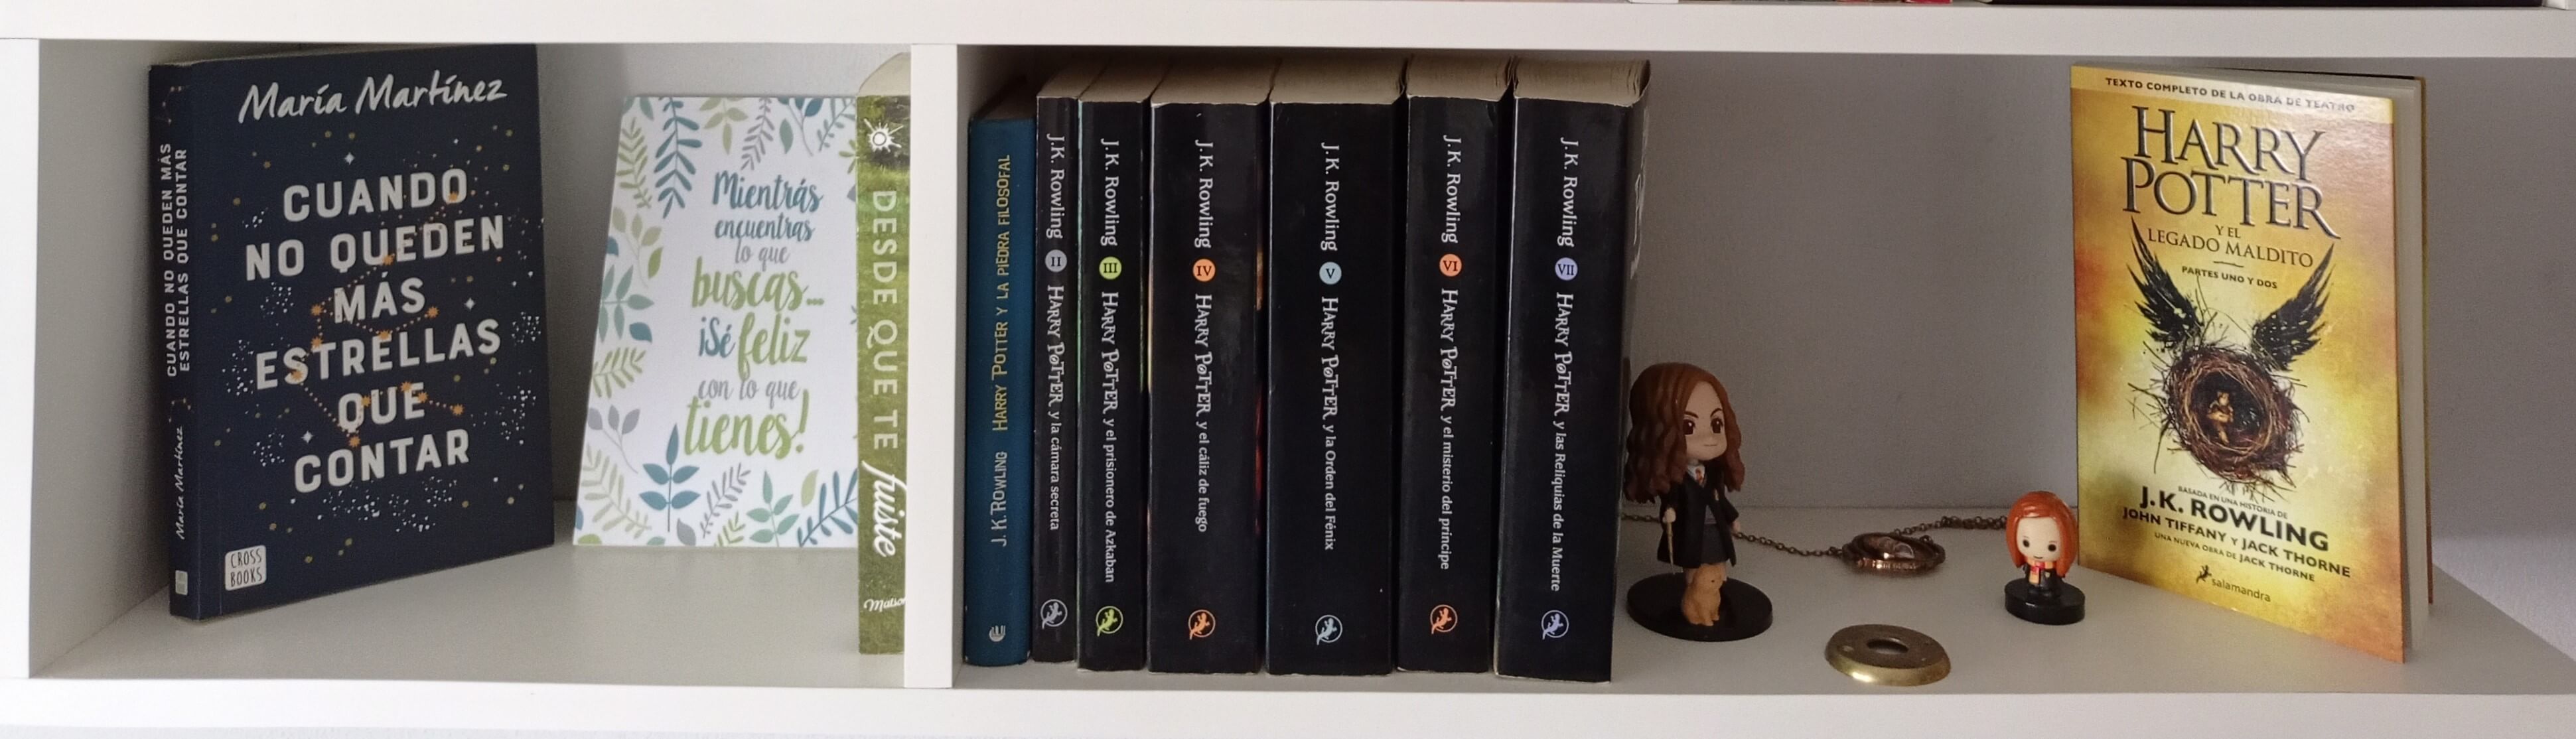 CUANDO NO QUEDEN MÁS
ESTRELLAS QUE CONTAR
María Martínez
María Martínez
CUANDO
NO QUEDEN
MÁS
ESTRELLAS
QUE
CONTAR
CROSS
BOOKS
Mientrás
encuentras
lo que
buscas...
¡Sé feliz
con lo que
tienes!
DESDE QUE TE fuiste
J.K. ROWLING HARRY POTTER Y LA PIEDRA FILOSOFAL
J.K. Rowling II HARRY POTTER y la cámara secreta
J.K. Rowling III HARRY POTTER y el prisionero de Azkaban
J.K. Rowling IV HARRY POTTER y el cáliz de fuego
J.K. Rowling V HARRY POTTER y la Orden del Fénix
J.K. Rowling VI HARRY POTTER y el misterio del príncipe
J.K. Rowling VII HARRY POTTER y las Reliquias de la Muerte
TEXTO COMPLETO DE LA OBRA DE TEATRO
HARRY
POTTER
Y EL
LEGADO MALDITO
PARTES UNO Y DOS
BASADA EN UNA HISTORIA DE
J.K. ROWLING
JOHN TIFFANY Y JACK THORNE
UNA NUEVA OBRA DE JACK THORNE
salamandra